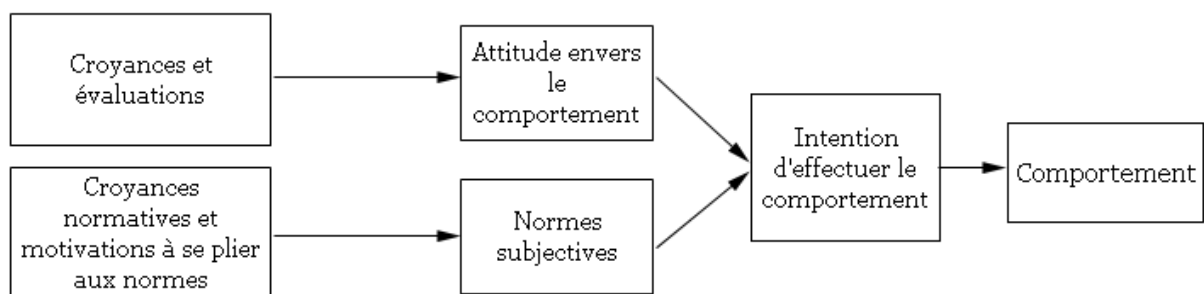 Croyances et
évaluations
Attitude envers
le
comportement
Croyances
normatives et
motivations à se plier
aux normes
Normes
subjectives
Intention
d'effectuer le
comportement
Comportement